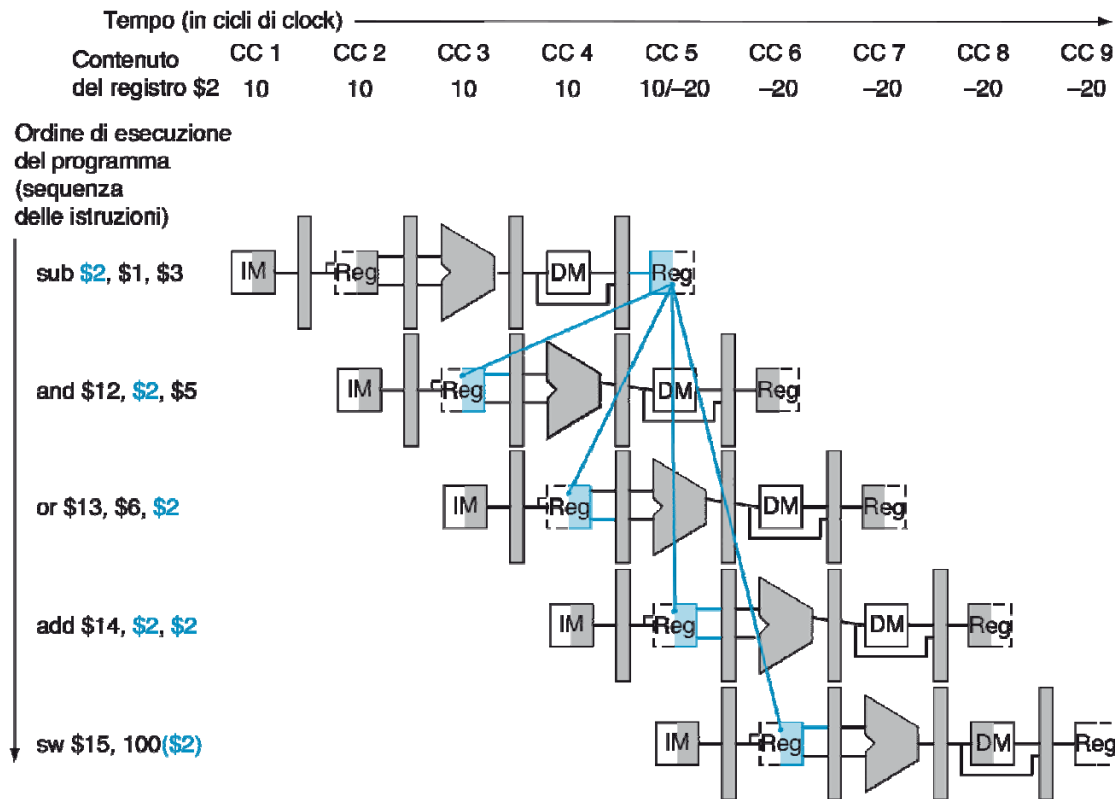 Tempo (in cicli di clock)
CC 1 CC 2 CC 3 CC 4 CC 5 CC 6 CC 7 CC 8 CC 9
Contenuto
del registro $2 10 10 10 10 10/–20 –20 –20 –20 –20
Ordine di esecuzione
del programma
(sequenza
delle istruzioni)
sub $2, $1, $3 IM Reg DM Reg
and $12, $2, $5 IM Reg DM Reg
or $13, $6, $2 IM Reg DM Reg
add $14, $2, $2 IM Reg DM Reg
sw $15, 100($2) IM Reg DM Reg